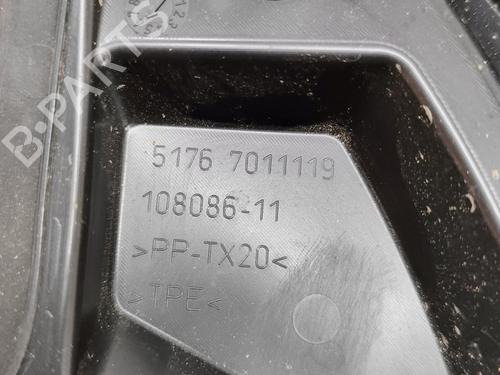 B-PARTS
5176 7011119
108086-11
>PP-TX20<
>TPE<